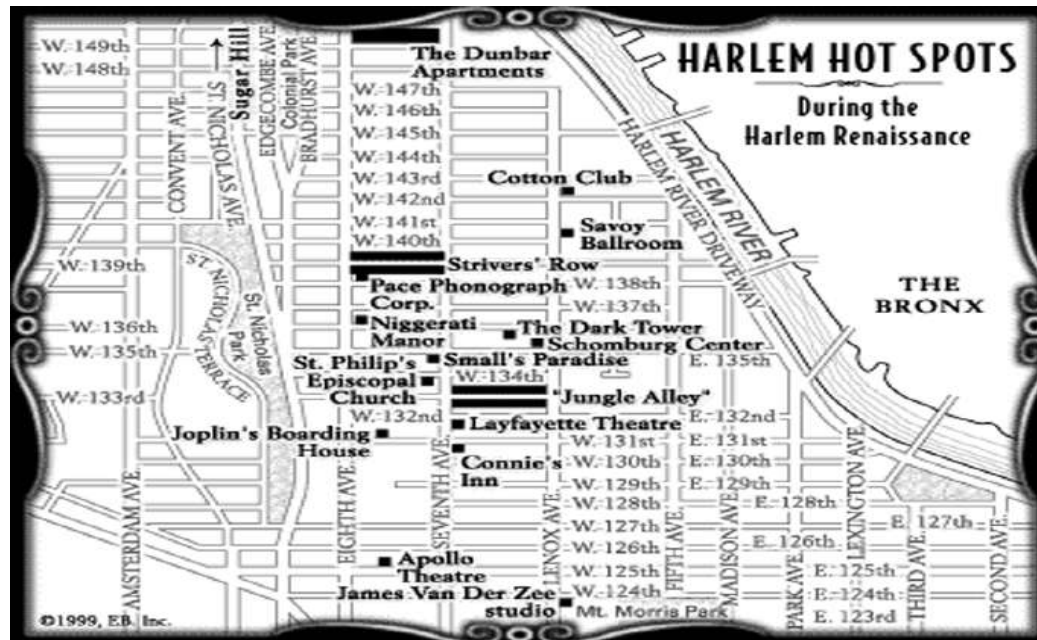 HARLEM HOT SPOTS
During the
Harlem Renaissance
W. 149th
W. 148th
Sugar Hill
ST. NICHOLAS AVE.
EDGECOMBE AVE.
Colonial Park
BRADHURST AVE.
CONVENT AVE.
The Dunbar
Apartments
W. 147th
W. 146th
W. 145th
W. 144th
W. 143rd
W. 142nd
W. 141st
W. 140th
HARLEM RIVER
HARLEM RIVER DRIVEWAY
Cotton Club
Savoy
Ballroom
THE
BRONX
W. 139th
Strivers' Row
Pace Phonograph
Corp.
W. 138th
W. 137th
W. 136th
W. 135th
W. 133rd
ST. NICHOLAS TERRACE
St. Nicholas
Park
Niggerati
Manor
The Dark Tower
Schomburg Center
St. Philip's
Episcopal
Church
Small's Paradise
E. 135th
W. 134th
"Jungle Alley"
W. 132nd
E. 132nd
Layfayette Theatre
Joplin's Boarding
House
W. 131st
E. 131st
Connie's
Inn
W. 130th
E. 130th
W. 129th
E. 129th
W. 128th
E. 128th
W. 127th
E. 127th
W. 126th
E. 126th
W. 125th
E. 125th
W. 124th
E. 124th
E. 123rd
AMSTERDAM AVE.
EIGHTH AVE.
SEVENTH AVE.
LENOX AVE.
FIFTH AVE.
MADISON AVE.
PARK AVE.
LEXINGTON AVE.
THIRD AVE.
SECOND AVE.
Apollo
Theatre
James Van Der Zee
studio
Mt. Morris Park
©1999, E.B. Inc.